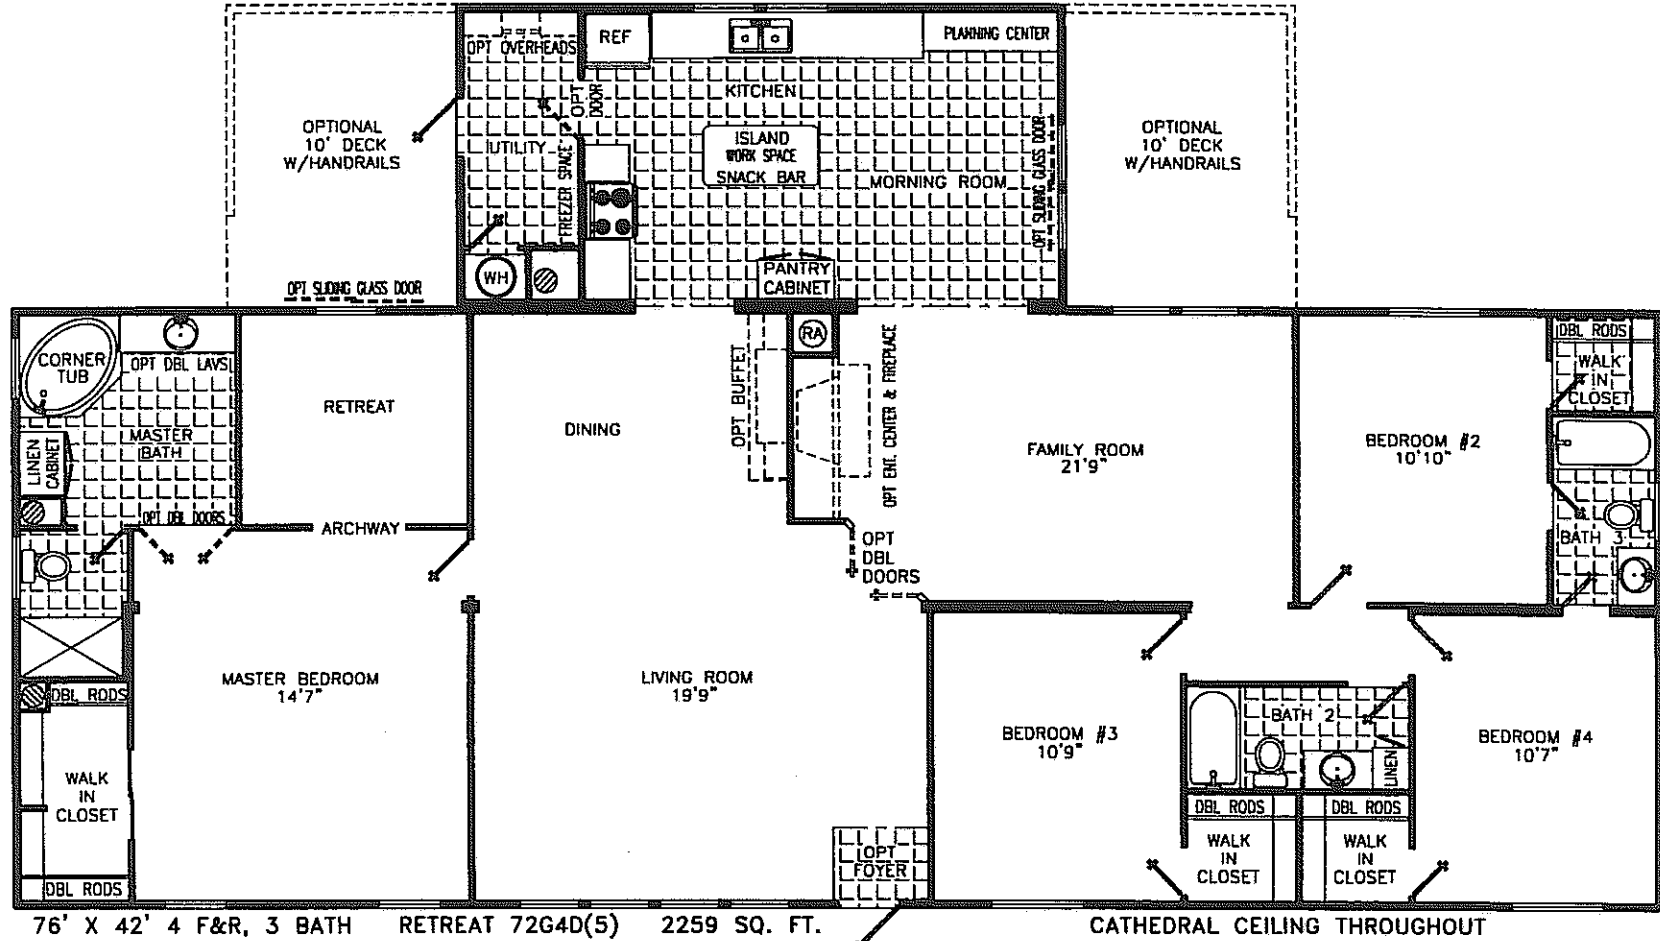 OPT OVERHEADS
REF
PLANNING CENTER
OPT
DOOR
KITCHEN
OPTIONAL
10' DECK
W/HANDRAILS
UTILITY
FREEZER SPACE
ISLAND
WORK SPACE
SNACK BAR
MORNING ROOM
OPT SLIDING GLASS DOOR
OPTIONAL
10' DECK
W/HANDRAILS
WH
PANTRY
CABINET
OPT SLIDING GLASS DOOR
CORNER
TUB
OPT DBL LAVS
RETREAT
DINING
OPT BUFFET
RA
OPT ENT. CENTER & FIREPLACE
FAMILY ROOM
21'9"
BEDROOM #2
10'10"
DBL RODS
WALK
IN
CLOSET
MASTER
BATH
LINEN
CABINET
OPT DBL DOORS
ARCHWAY
OPT
DBL
DOORS
BATH 3
MASTER BEDROOM
14'7"
LIVING ROOM
19'9"
BEDROOM #3
10'9"
BATH 2
LINEN
BEDROOM #4
10'7"
DBL RODS
WALK
IN
CLOSET
DBL RODS
OPT
FOYER
DBL RODS
WALK
IN
CLOSET
DBL RODS
WALK
IN
CLOSET
76' X 42' 4 F&R, 3 BATH RETREAT 72G4D(5) 2259 SQ. FT. CATHEDRAL CEILING THROUGHOUT